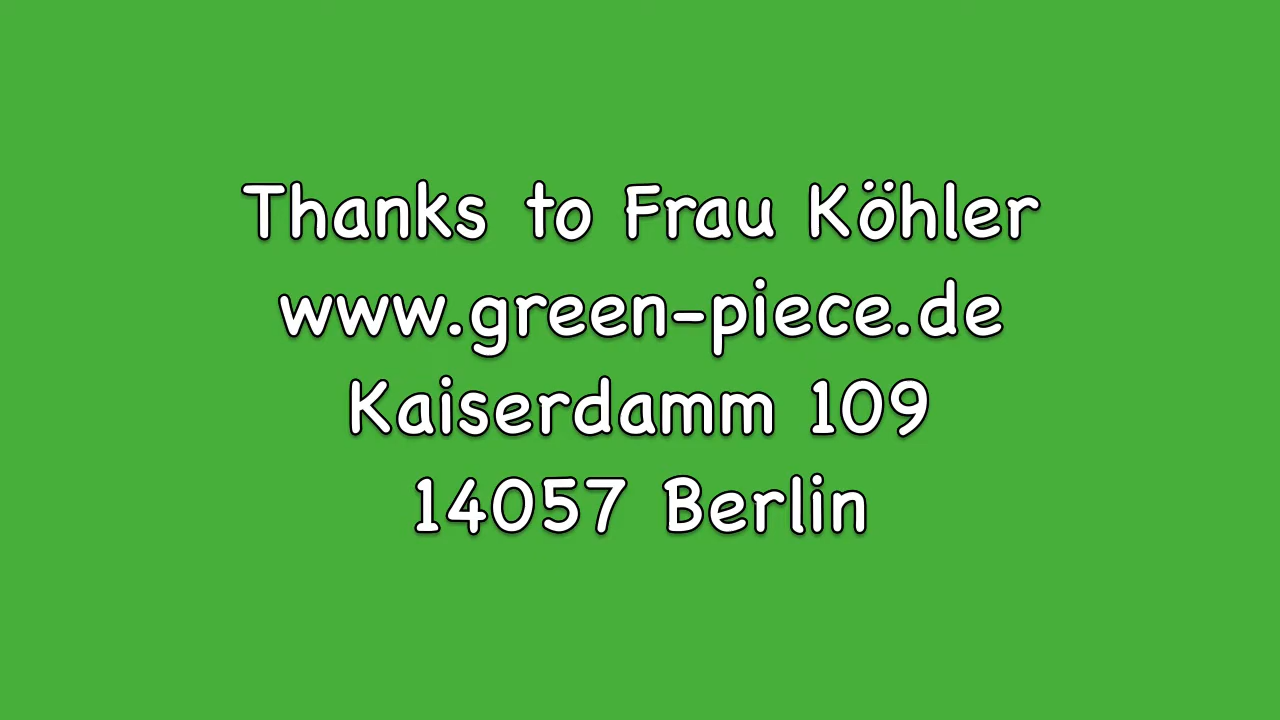 Thanks to Frau Köhler
www.green-piece.de
Kaiserdamm 109
14057 Berlin